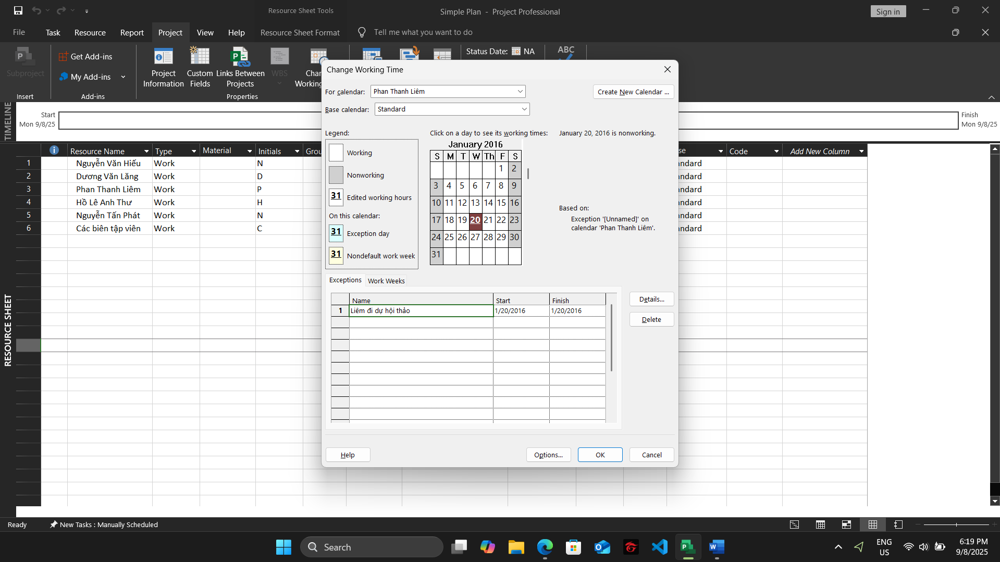 Resource Sheet Tools
Simple Plan - Project Professional
Sign in
File Task Resource Report Project View Help Resource Sheet Format Tell me what you want to do
Subproject
Insert
Get Add-ins
My Add-ins
Add-ins
Project Information
Custom Fields
Links Between Projects
WBS
Properties
Status Date: NA
ABC
Change Working Time
For calendar: Phan Thanh Liêm
Create New Calendar ...
Base calendar: Standard
Legend:
Working
Nonworking
31 Edited working hours
On this calendar:
31 Exception day
31 Nondefault work week
Click on a day to see its working times:
January 2016
S M T W Th F S
1 2
3 4 5 6 7 8 9
10 11 12 13 14 15 16
17 18 19 20 21 22 23
24 25 26 27 28 29 30
31
January 20, 2016 is nonworking.
Based on:
Exception '[Unnamed]' on
calendar 'Phan Thanh Liêm'.
Exceptions Work Weeks
Name Start Finish
1 Liêm đi dự hội thảo 1/20/2016 1/20/2016
Details...
Delete
Help Options... OK Cancel
TIMELINE
Start
Mon 9/8/25
Finish
Mon 9/8/25
RESOURCE SHEET
Resource Name Type Material Initials Code Add New Column
1 Nguyễn Văn Hiếu Work N
2 Dương Văn Lăng Work D
3 Phan Thanh Liêm Work P
4 Hồ Lê Anh Thư Work H
5 Nguyễn Tấn Phát Work N
6 Các biên tập viên Work C
Ready New Tasks : Manually Scheduled
Search
ENG
US
6:19 PM
9/8/2025